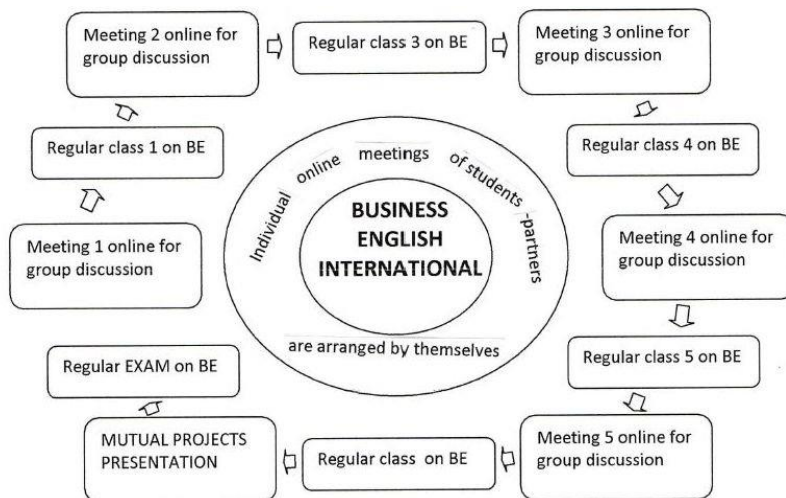 Meeting 2 online for
group discussion
Regular class 3 on BE
Meeting 3 online for
group discussion
Regular class 1 on BE
Regular class 4 on BE
Individual online meetings of students -partners
are arranged by themselves
BUSINESS
ENGLISH
INTERNATIONAL
Meeting 1 online for
group discussion
Meeting 4 online for
group discussion
Regular EXAM on BE
Regular class 5 on BE
MUTUAL PROJECTS
PRESENTATION
Regular class on BE
Meeting 5 online for
group discussion